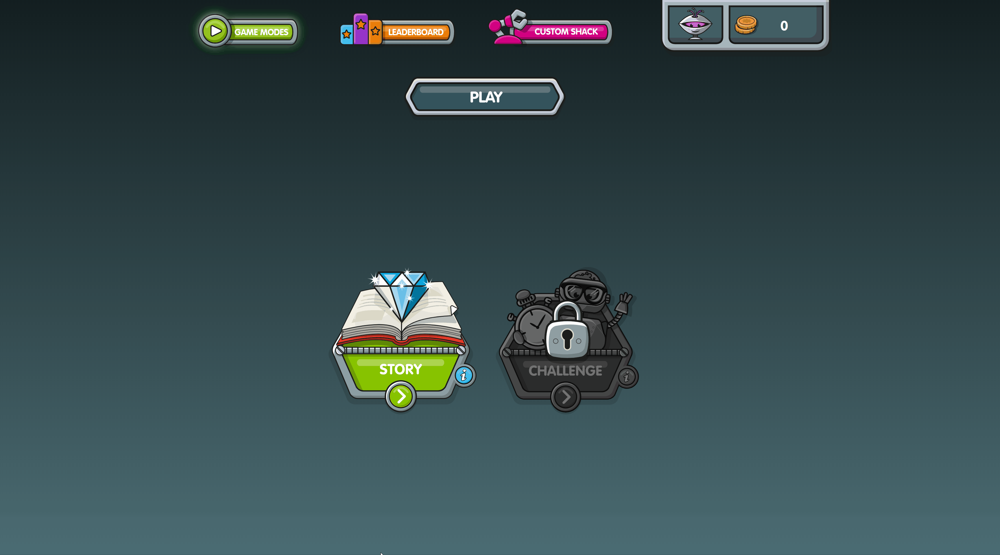 GAME MODES
LEADERBOARD
CUSTOM SHACK
0
PLAY
STORY
i
CHALLENGE
i